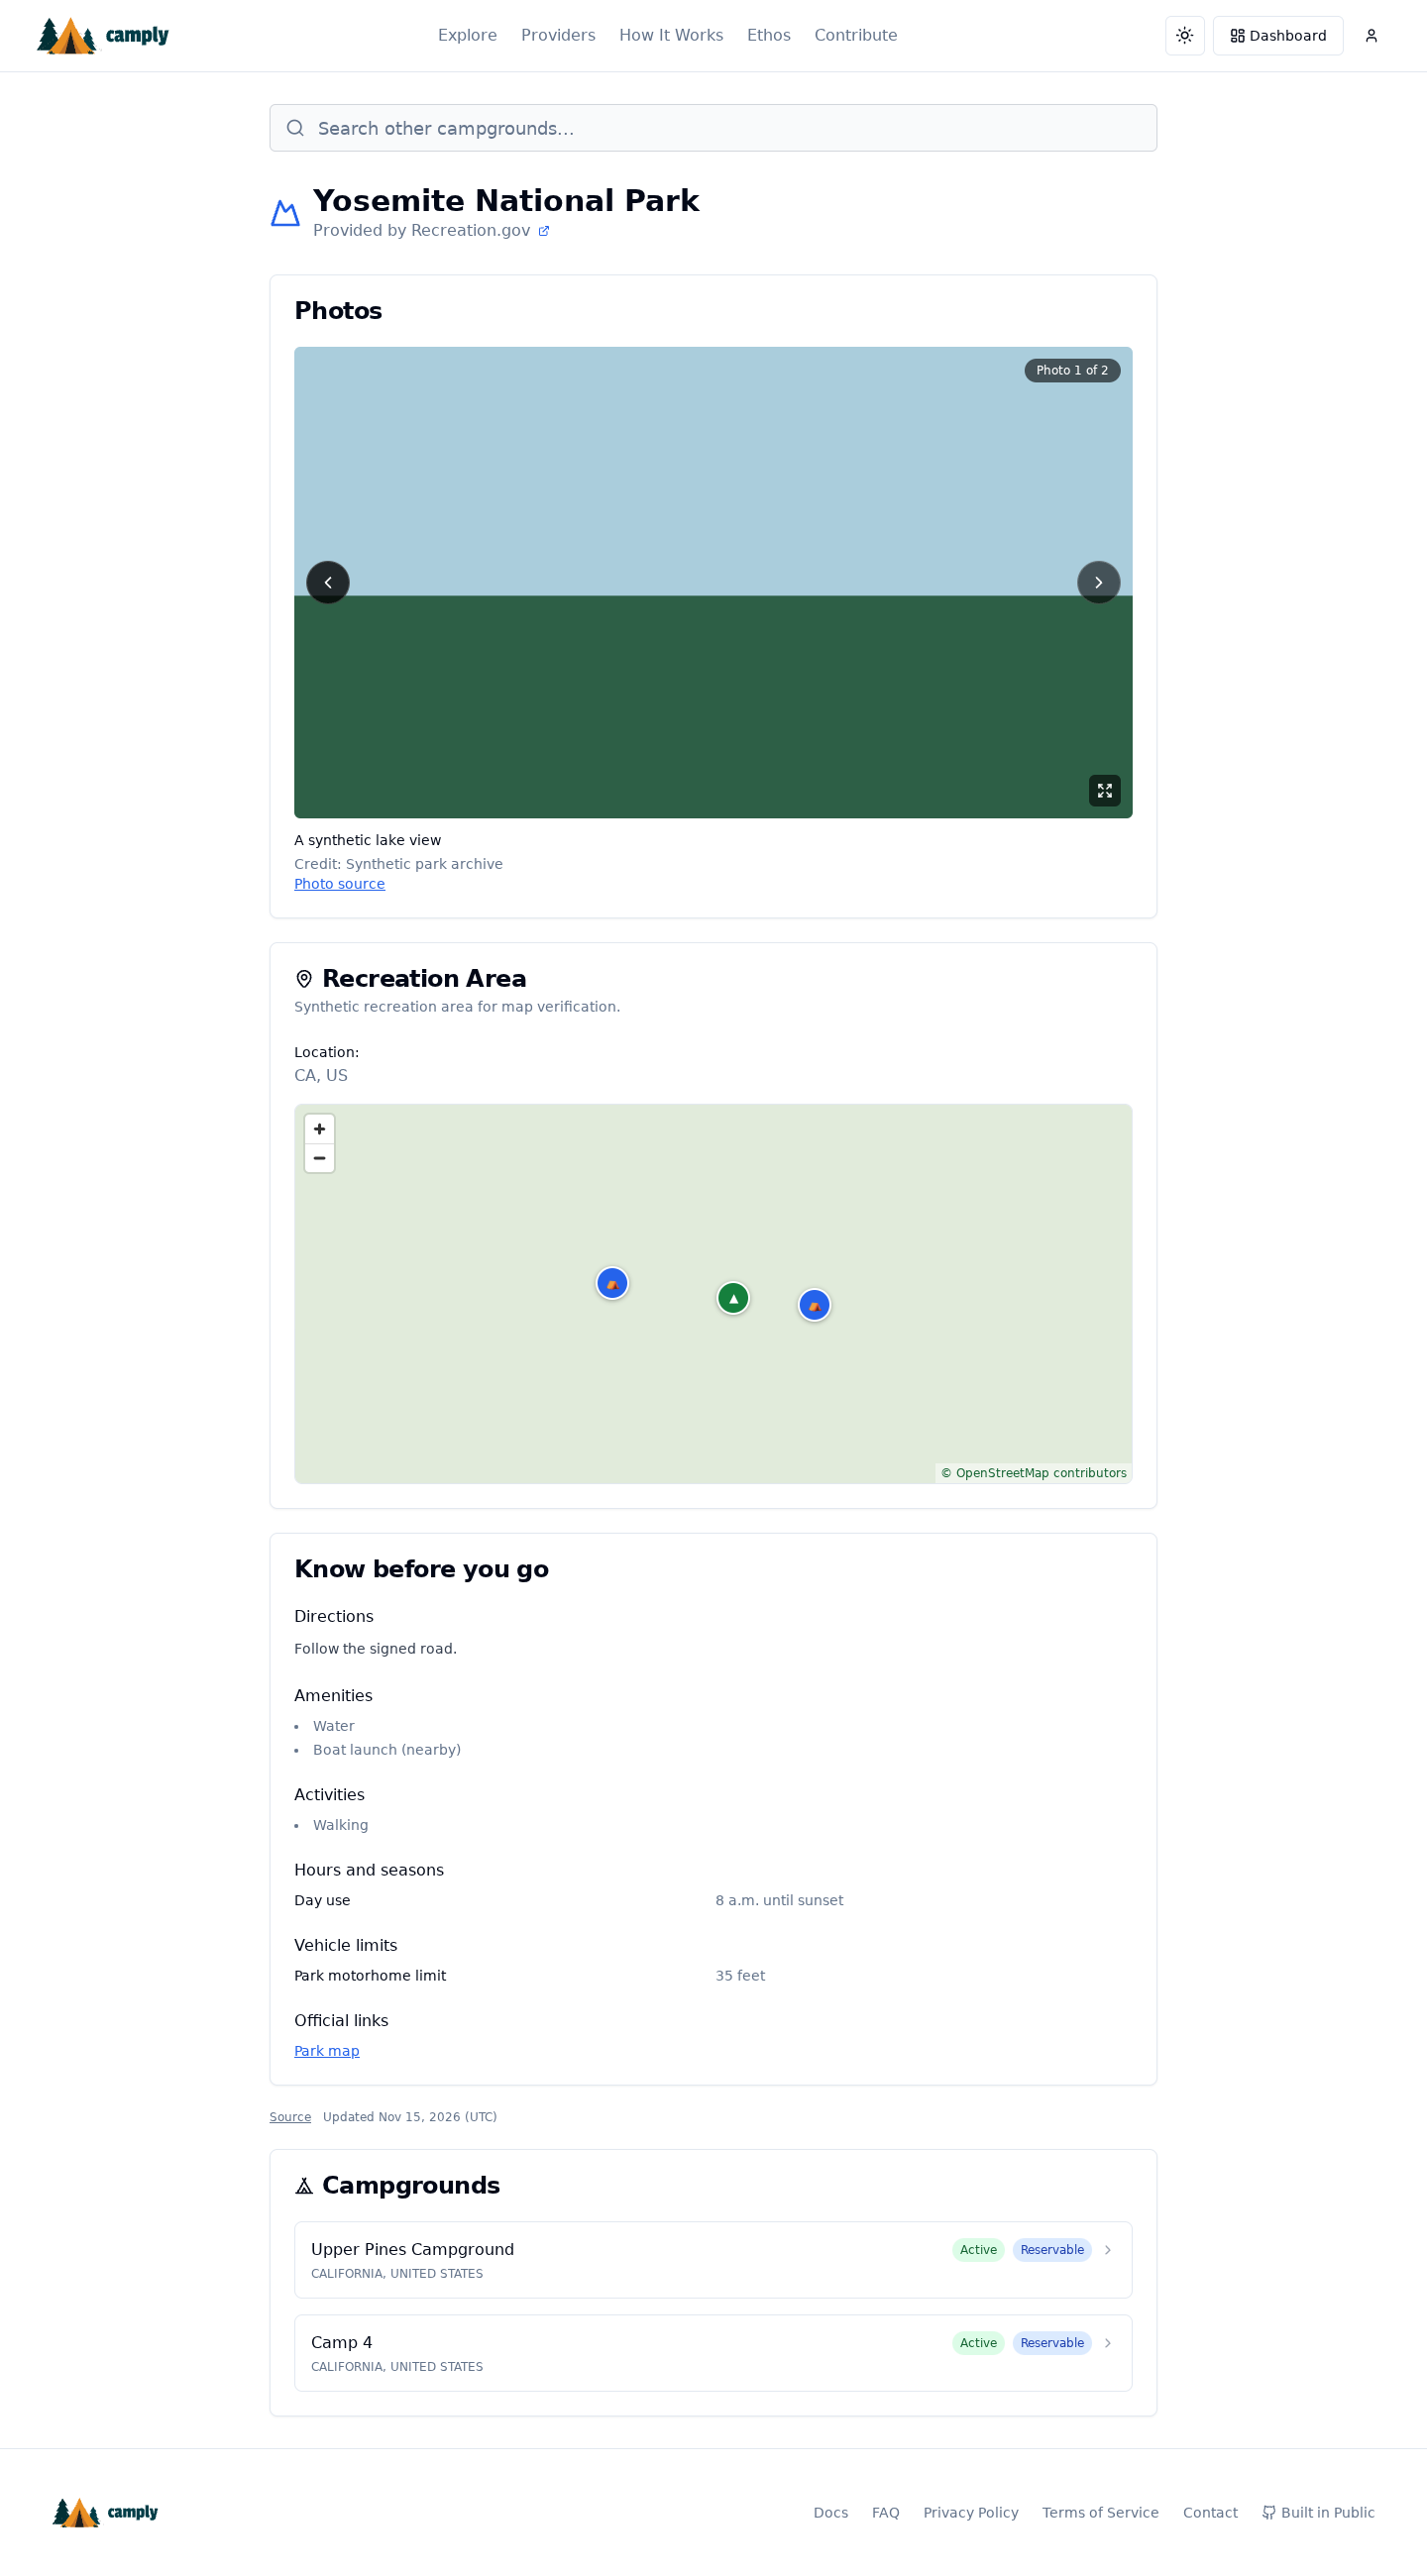 camply
Explore
Providers
How It Works
Ethos
Contribute
Dashboard
Search other campgrounds...
Yosemite National Park
Provided by Recreation.gov
Photos
Photo 1 of 2
A synthetic lake view
Credit: Synthetic park archive
Photo source
Recreation Area
Synthetic recreation area for map verification.
Location:
CA, US
© OpenStreetMap contributors
Know before you go
Directions
Follow the signed road.
Amenities
• Water
• Boat launch (nearby)
Activities
• Walking
Hours and seasons
Day use 8 a.m. until sunset
Vehicle limits
Park motorhome limit 35 feet
Official links
Park map
Source Updated Nov 15, 2026 (UTC)
Campgrounds
Upper Pines Campground Active Reservable
CALIFORNIA, UNITED STATES
Camp 4 Active Reservable
CALIFORNIA, UNITED STATES
camply
Docs
FAQ
Privacy Policy
Terms of Service
Contact
Built in Public